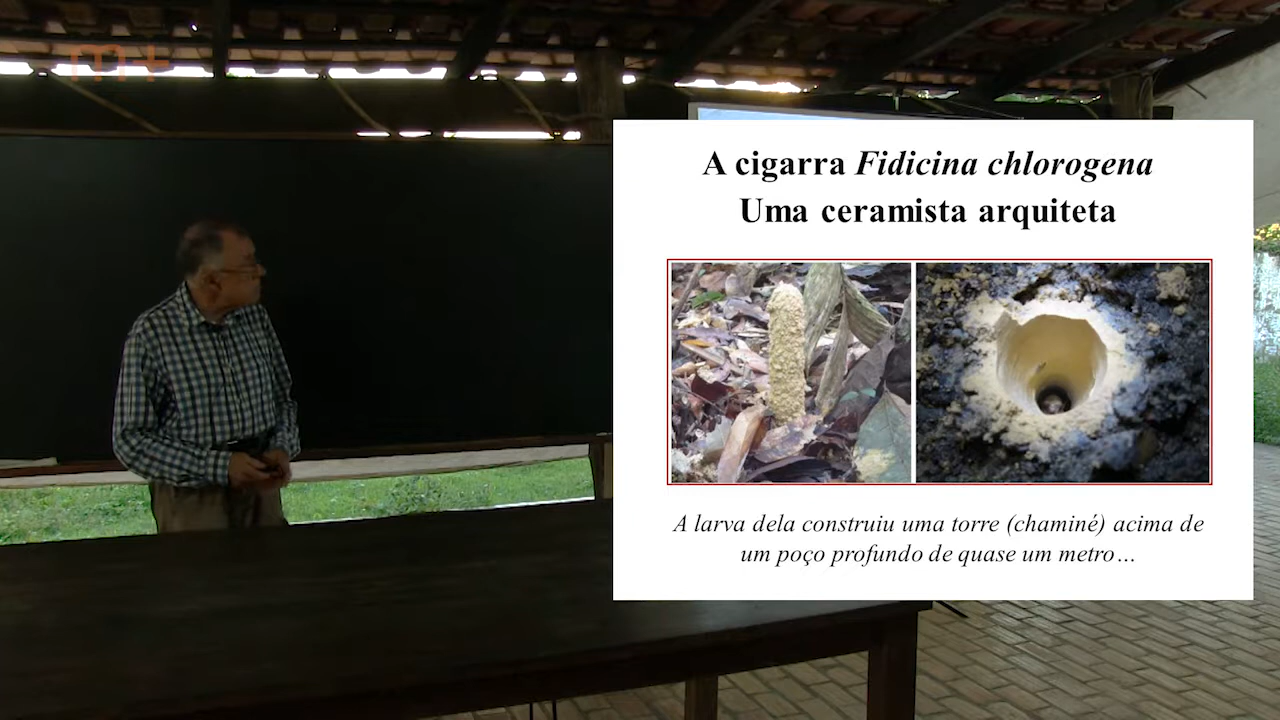 m+
A cigarra Fidicina chlorogena
Uma ceramista arquiteta
A larva dela construiu uma torre (chaminé) acima de
um poço profundo de quase um metro…